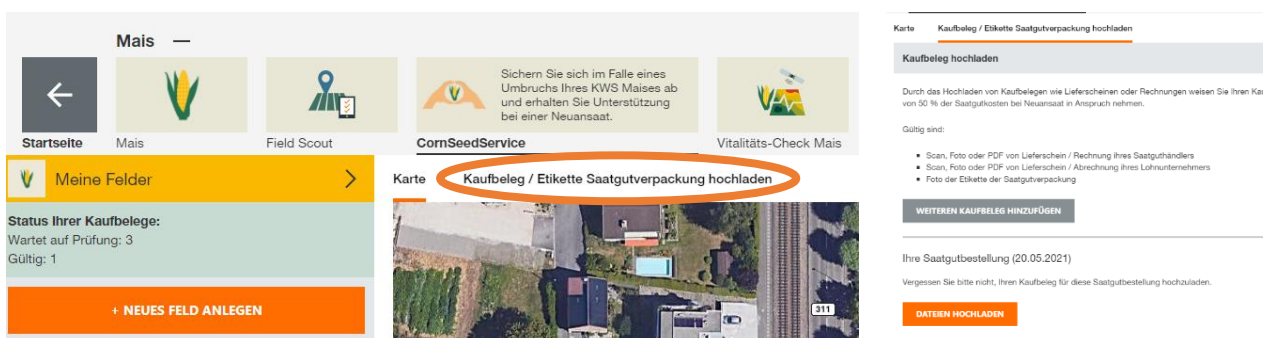 Mais —
Sichern Sie sich im Falle eines
Umbruchs Ihres KWS Maises ab
und erhalten Sie Unterstützung
bei einer Neuansaat.
Startseite
Mais
Field Scout
CornSeedService
Vitalitäts-Check Mais
Meine Felder
Status Ihrer Kaufbelege:
Wartet auf Prüfung: 3
Gültig: 1
+ NEUES FELD ANLEGEN
Karte
Kaufbeleg / Etikette Saatgutverpackung hochladen
311
Karte
Kaufbeleg / Etikette Saatgutverpackung hochladen
Kaufbeleg hochladen
Durch das Hochladen von Kaufbelegen wie Lieferscheinen oder Rechnungen weisen Sie Ihren Kau
von 50 % der Saatgutkosten bei Neuansaat in Anspruch nehmen.
Gültig sind:
Scan, Foto oder PDF von Lieferschein / Rechnung ihres Saatguthändlers
Scan, Foto oder PDF von Lieferschein / Abrechnung ihres Lohnunternehmers
Foto der Etikette der Saatgutverpackung
WEITEREN KAUFBELEG HINZUFÜGEN
Ihre Saatgutbestellung (20.05.2021)
Vergessen Sie bitte nicht, Ihren Kaufbeleg für diese Saatgutbestellung hochzuladen.
DATEIEN HOCHLADEN